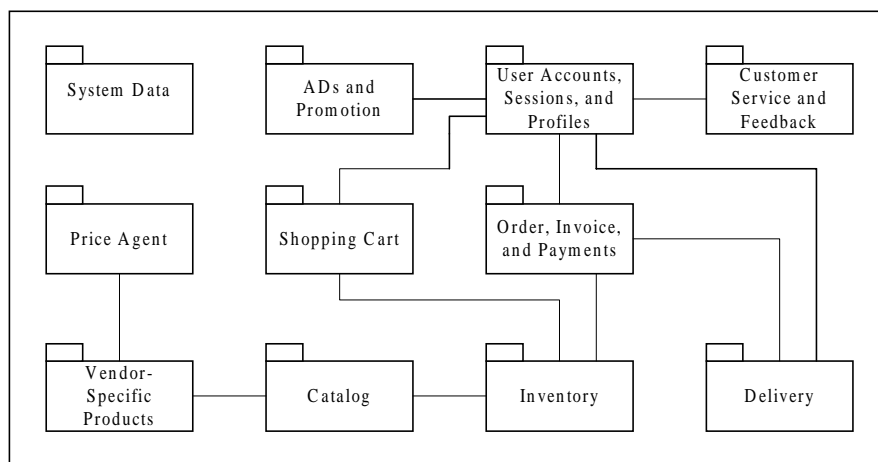 System Data
ADs and
Promotion
User Accounts,
Sessions, and
Profiles
Customer
Service and
Feedback
Price Agent
Shopping Cart
Order, Invoice,
and Payments
Vendor-
Specific
Products
Catalog
Inventory
Delivery